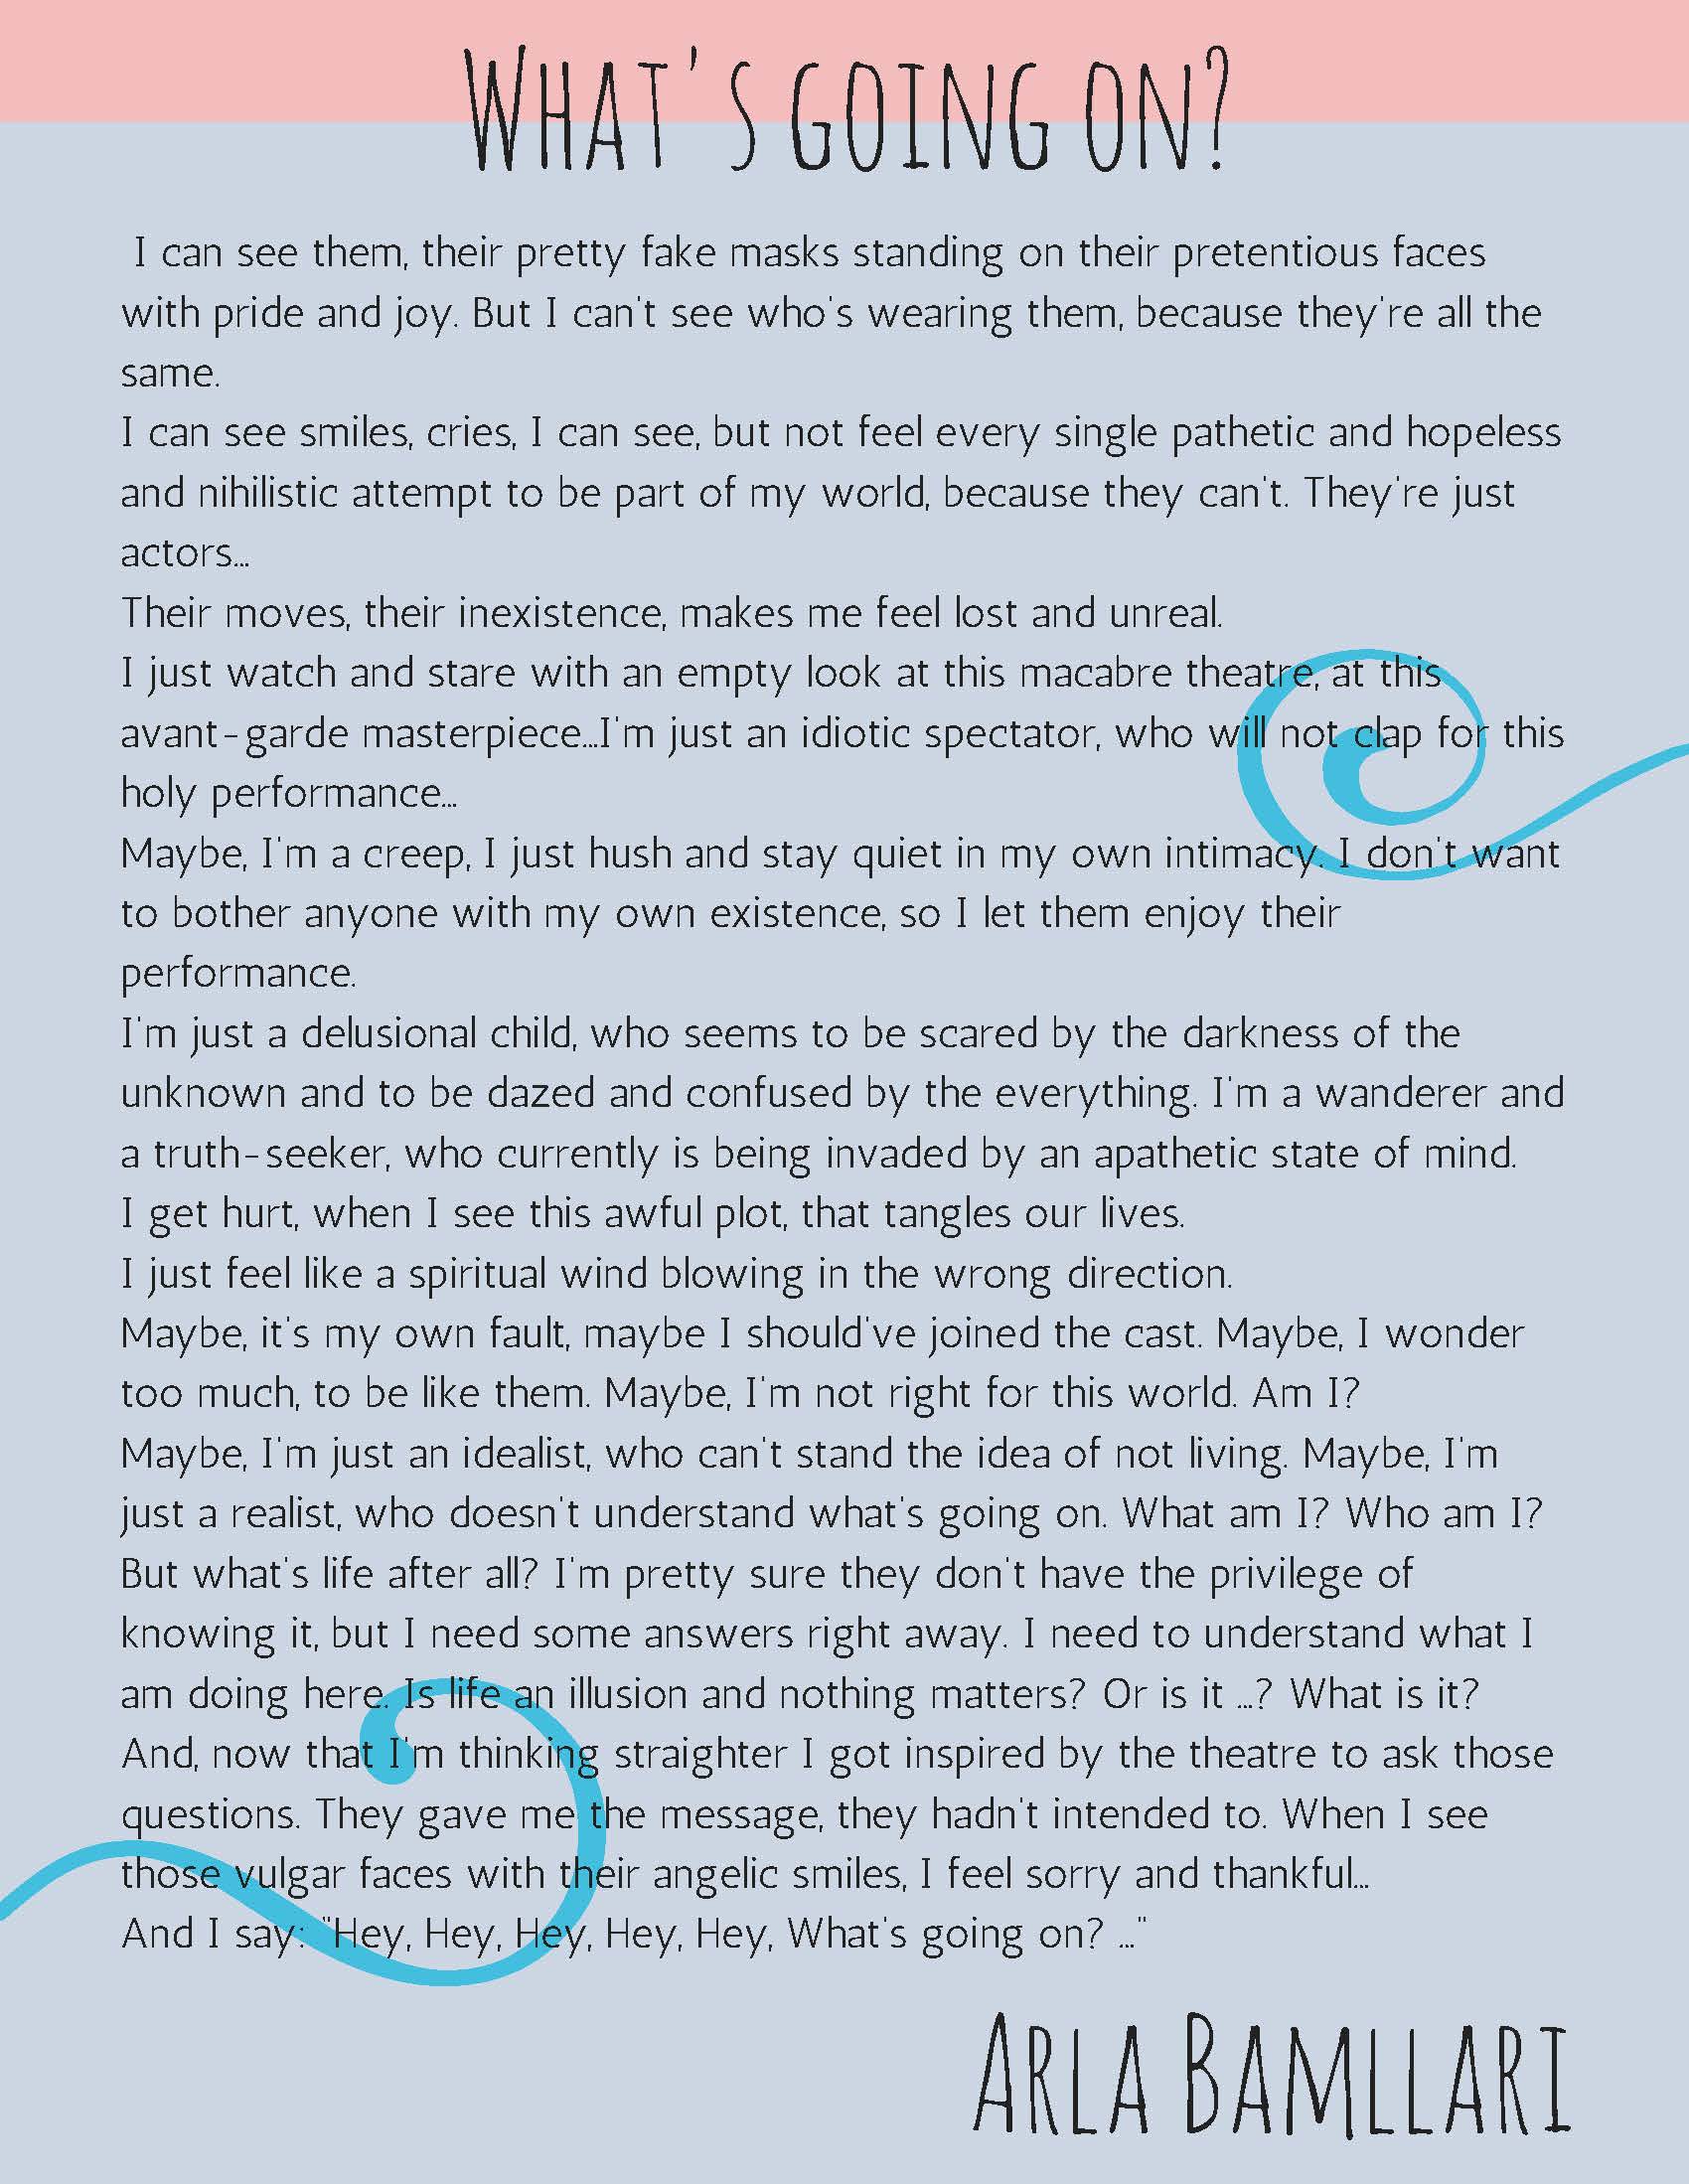 WHAT'S GOING ON?
I can see them, their pretty fake masks standing on their pretentious faces
with pride and joy. But I can't see who's wearing them, because they're all the
same.
I can see smiles, cries, I can see, but not feel every single pathetic and hopeless
and nihilistic attempt to be part of my world, because they can't. They're just
actors...
Their moves, their inexistence, makes me feel lost and unreal.
I just watch and stare with an empty look at this macabre theatre, at this
avant-garde masterpiece...I'm just an idiotic spectator, who will not clap for this
holy performance...
Maybe, I'm a creep, I just hush and stay quiet in my own intimacy. I don't want
to bother anyone with my own existence, so I let them enjoy their
performance.
I'm just a delusional child, who seems to be scared by the darkness of the
unknown and to be dazed and confused by the everything. I'm a wanderer and
a truth-seeker, who currently is being invaded by an apathetic state of mind.
I get hurt, when I see this awful plot, that tangles our lives.
I just feel like a spiritual wind blowing in the wrong direction.
Maybe, it's my own fault, maybe I should've joined the cast. Maybe, I wonder
too much, to be like them. Maybe, I'm not right for this world. Am I?
Maybe, I'm just an idealist, who can't stand the idea of not living. Maybe, I'm
just a realist, who doesn't understand what's going on. What am I? Who am I?
But what's life after all? I'm pretty sure they don't have the privilege of
knowing it, but I need some answers right away. I need to understand what I
am doing here. Is life an illusion and nothing matters? Or is it ...? What is it?
And, now that I'm thinking straighter I got inspired by the theatre to ask those
questions. They gave me the message, they hadn't intended to. When I see
those vulgar faces with their angelic smiles, I feel sorry and thankful...
And I say: "Hey, Hey, Hey, Hey, Hey, What's going on? ..."
ARLA BAMLLARI